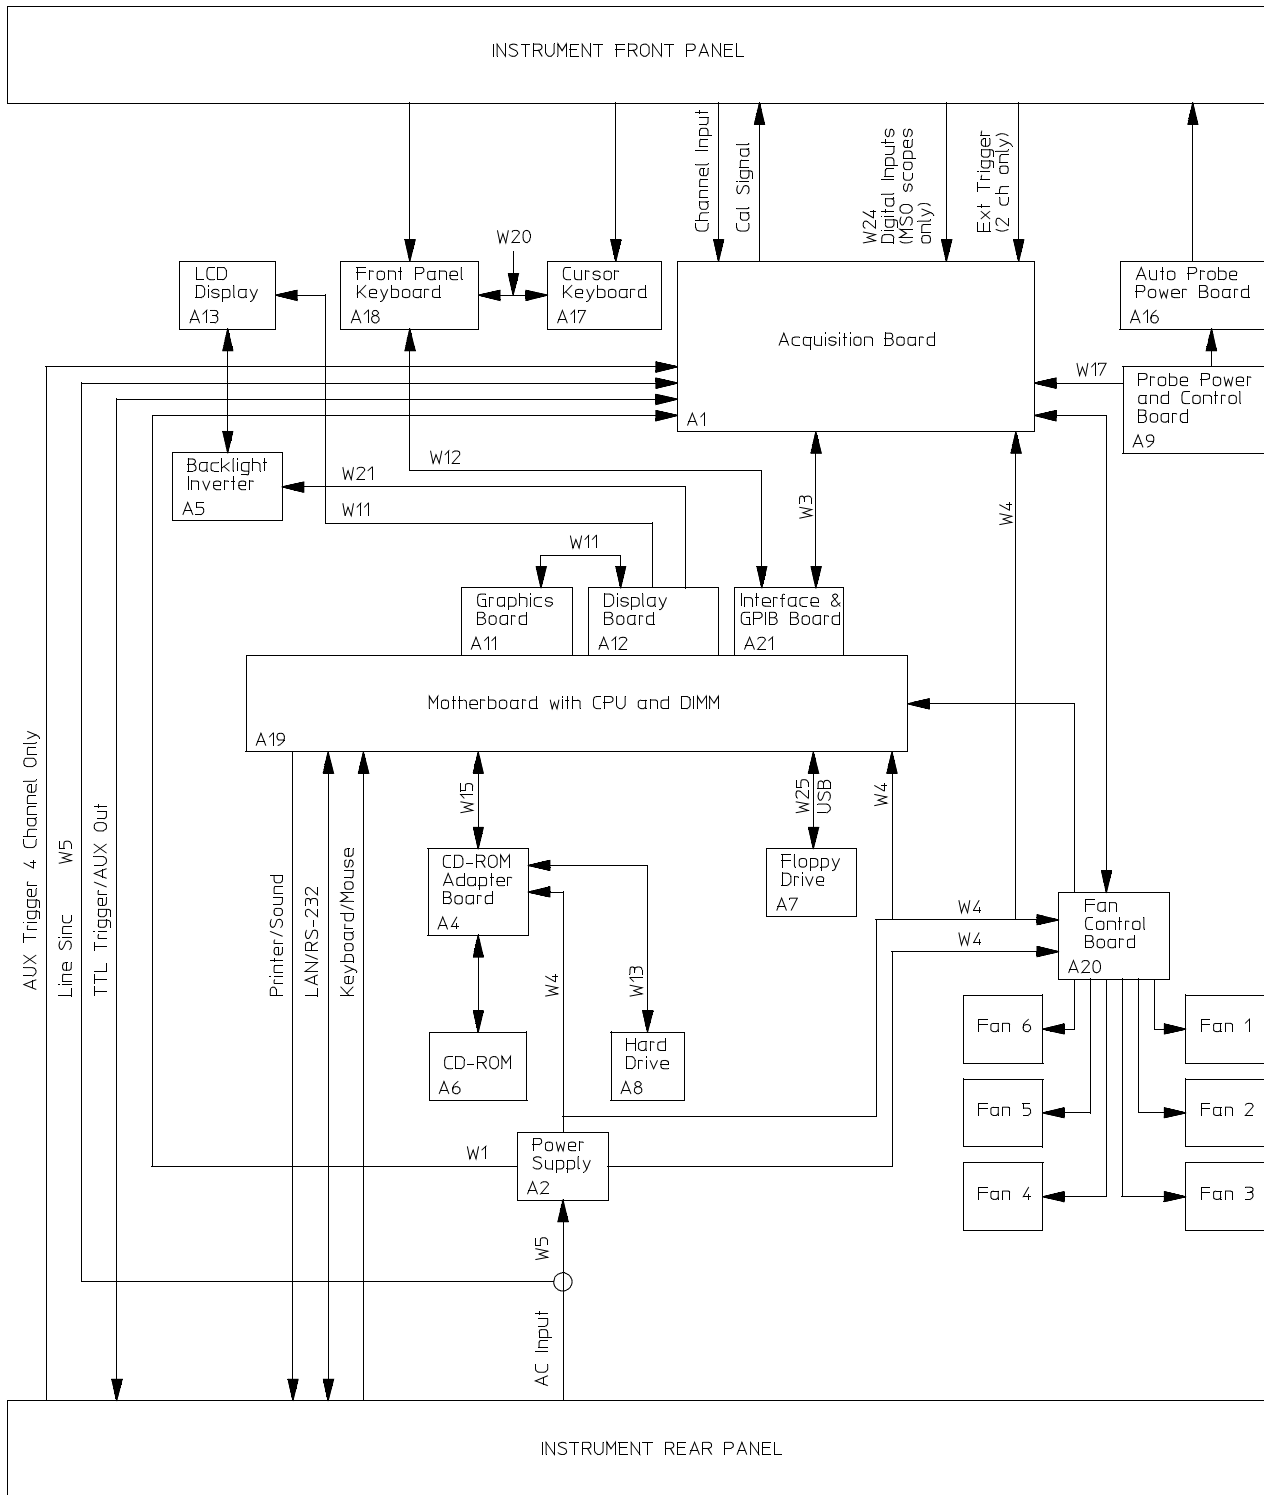 INSTRUMENT FRONT PANEL
Channel Input
Cal Signal
W24
Digital Inputs
(MSO scopes
only)
Ext Trigger
(2 ch only)
W20
LCD
Display
A13
Front Panel
Keyboard
A18
Cursor
Keyboard
A17
Acquisition Board
A1
Auto Probe
Power Board
A16
W17
Probe Power
and Control
Board
A9
Backlight
Inverter
A5
W12
W21
W11
W3
W4
W11
Graphics
Board
A11
Display
Board
A12
Interface &
GPIB Board
A21
Motherboard with CPU and DIMM
A19
AUX Trigger 4 Channel Only
Line Sinc W5
TTL Trigger/AUX Out
Printer/Sound
LAN/RS-232
Keyboard/Mouse
W15
W25
USB
W4
CD-ROM
Adapter
Board
A4
Floppy
Drive
A7
W4
W4
Fan
Control
Board
A20
W4
W13
CD-ROM
A6
Hard
Drive
A8
Fan 6
Fan 1
Fan 5
Fan 2
Fan 4
Fan 3
W1
Power
Supply
A2
W5
AC Input
INSTRUMENT REAR PANEL